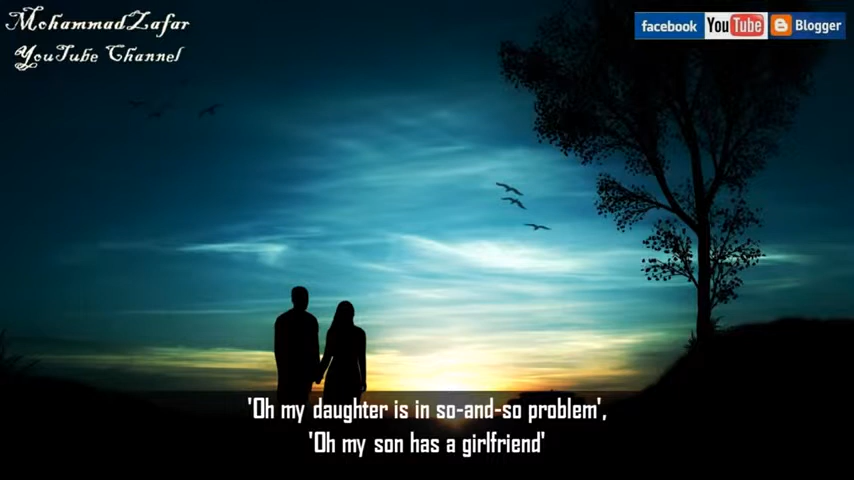 MohammadZafar
YouTube Channel
facebook
YouTube
Blogger
'Oh my daughter is in so-and-so problem',
'Oh my son has a girlfriend'